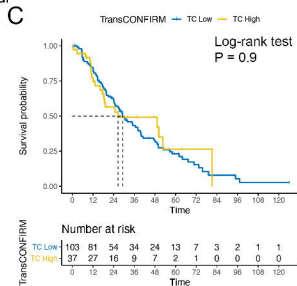 C
TransCONFIRM TC Low TC High
Log-rank test
P = 0.9
Survival probability
1.00
0.75
0.50
0.25
0.00
0 12 24 36 48 60 72 84 96 108 120
Time
Number at risk
TransCONFIRM
TC Low 103 81 54 34 24 13 7 3 2 1 1
TC High 37 27 16 9 7 2 1 0 0 0 0
0 12 24 36 48 60 72 84 96 108 120
Time